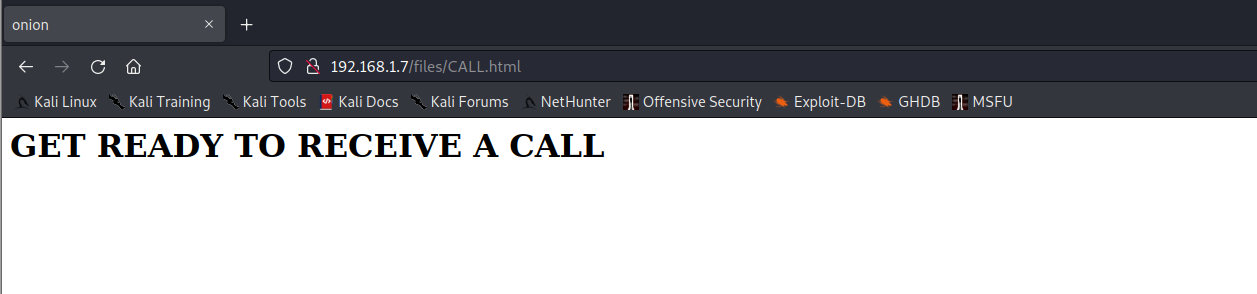 onion
192.168.1.7/files/CALL.html
Kali Linux Kali Training Kali Tools Kali Docs Kali Forums NetHunter Offensive Security Exploit-DB GHDB MSFU
GET READY TO RECEIVE A CALL